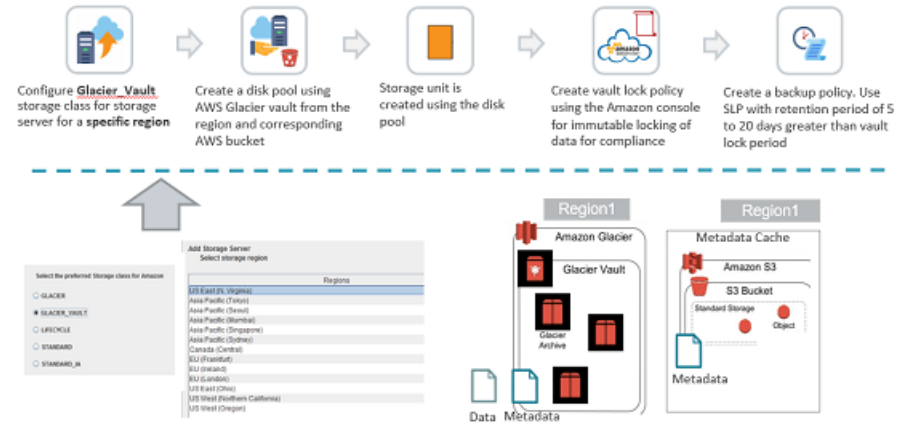 Configure Glacier_Vault
storage class for storage
server for a specific region
Create a disk pool using
AWS Glacier vault from the
region and corresponding
AWS bucket
Storage unit is
created using the disk
pool
amazon
Create vault lock policy
using the Amazon console
for immutable locking of
data for compliance
Create a backup policy. Use
SLP with retention period of 5
to 20 days greater than vault
lock period
Select the preferred Storage class for Amazon
GLACIER
GLACIER_VAULT
LIFECYCLE
STANDARD
STANDARD_IA
Add Storage Server
Select storage region
Regions
US East (N. Virginia)
Asia Pacific (Tokyo)
Asia Pacific (Seoul)
Asia Pacific (Mumbai)
Asia Pacific (Singapore)
Asia Pacific (Sydney)
Canada (Central)
EU (Frankfurt)
EU (Ireland)
EU (London)
US East (Ohio)
US West (Northern California)
US West (Oregon)
Region1
Amazon Glacier
Glacier Vault
Glacier
Archive
Data
Metadata
Region1
Metadata Cache
Amazon S3
S3 Bucket
Standard Storage
Object
Metadata